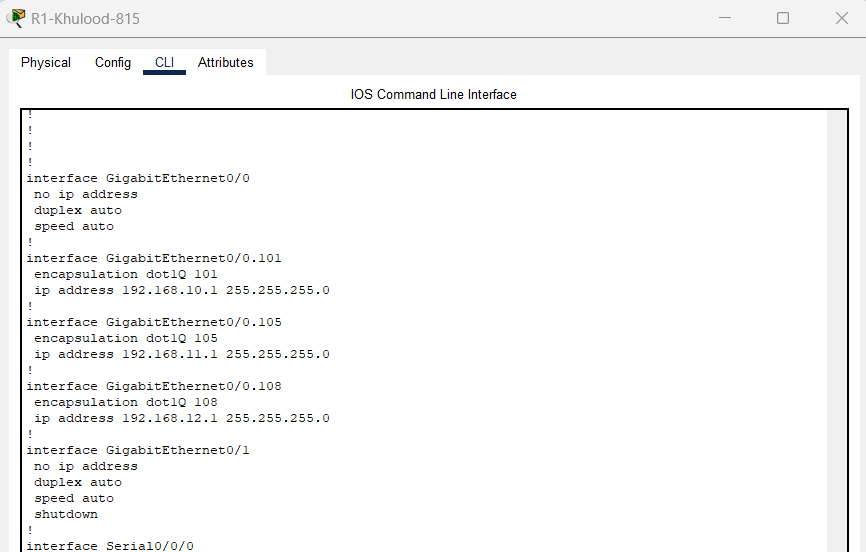 R1-Khulood-815
Physical Config CLI Attributes
IOS Command Line Interface
!
!
!
!
interface GigabitEthernet0/0
 no ip address
 duplex auto
 speed auto
!
interface GigabitEthernet0/0.101
 encapsulation dot1Q 101
 ip address 192.168.10.1 255.255.255.0
!
interface GigabitEthernet0/0.105
 encapsulation dot1Q 105
 ip address 192.168.11.1 255.255.255.0
!
interface GigabitEthernet0/0.108
 encapsulation dot1Q 108
 ip address 192.168.12.1 255.255.255.0
!
interface GigabitEthernet0/1
 no ip address
 duplex auto
 speed auto
 shutdown
!
interface Serial0/0/0